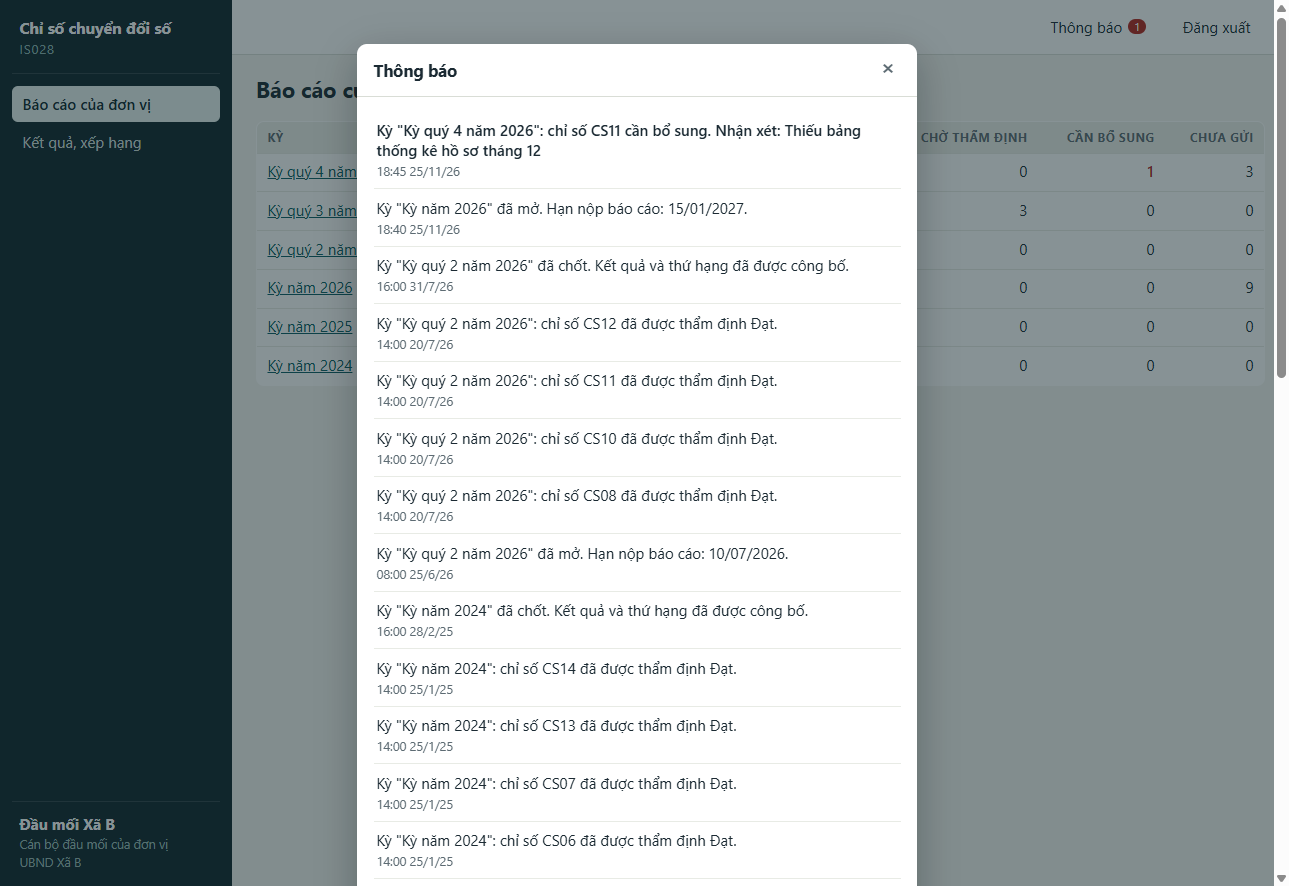 Chỉ số chuyển đổi số
IS028
Báo cáo của đơn vị
Kết quả, xếp hạng
Đầu mối Xã B
Cán bộ đầu mối của đơn vị
UBND Xã B
Thông báo 1
Đăng xuất
Báo cáo củ
KỲ
CHỜ THẨM ĐỊNH
CẦN BỔ SUNG
CHƯA GỬI
Kỳ quý 4 năm
0 1 3
Kỳ quý 3 năm
3 0 0
Kỳ quý 2 năm
0 0 0
Kỳ năm 2026
0 0 9
Kỳ năm 2025
0 0 0
Kỳ năm 2024
0 0 0
Thông báo
×
Kỳ "Kỳ quý 4 năm 2026": chỉ số CS11 cần bổ sung. Nhận xét: Thiếu bảng
thống kê hồ sơ tháng 12
18:45 25/11/26
Kỳ "Kỳ năm 2026" đã mở. Hạn nộp báo cáo: 15/01/2027.
18:40 25/11/26
Kỳ "Kỳ quý 2 năm 2026" đã chốt. Kết quả và thứ hạng đã được công bố.
16:00 31/7/26
Kỳ "Kỳ quý 2 năm 2026": chỉ số CS12 đã được thẩm định Đạt.
14:00 20/7/26
Kỳ "Kỳ quý 2 năm 2026": chỉ số CS11 đã được thẩm định Đạt.
14:00 20/7/26
Kỳ "Kỳ quý 2 năm 2026": chỉ số CS10 đã được thẩm định Đạt.
14:00 20/7/26
Kỳ "Kỳ quý 2 năm 2026": chỉ số CS08 đã được thẩm định Đạt.
14:00 20/7/26
Kỳ "Kỳ quý 2 năm 2026" đã mở. Hạn nộp báo cáo: 10/07/2026.
08:00 25/6/26
Kỳ "Kỳ năm 2024" đã chốt. Kết quả và thứ hạng đã được công bố.
16:00 28/2/25
Kỳ "Kỳ năm 2024": chỉ số CS14 đã được thẩm định Đạt.
14:00 25/1/25
Kỳ "Kỳ năm 2024": chỉ số CS13 đã được thẩm định Đạt.
14:00 25/1/25
Kỳ "Kỳ năm 2024": chỉ số CS07 đã được thẩm định Đạt.
14:00 25/1/25
Kỳ "Kỳ năm 2024": chỉ số CS06 đã được thẩm định Đạt.
14:00 25/1/25